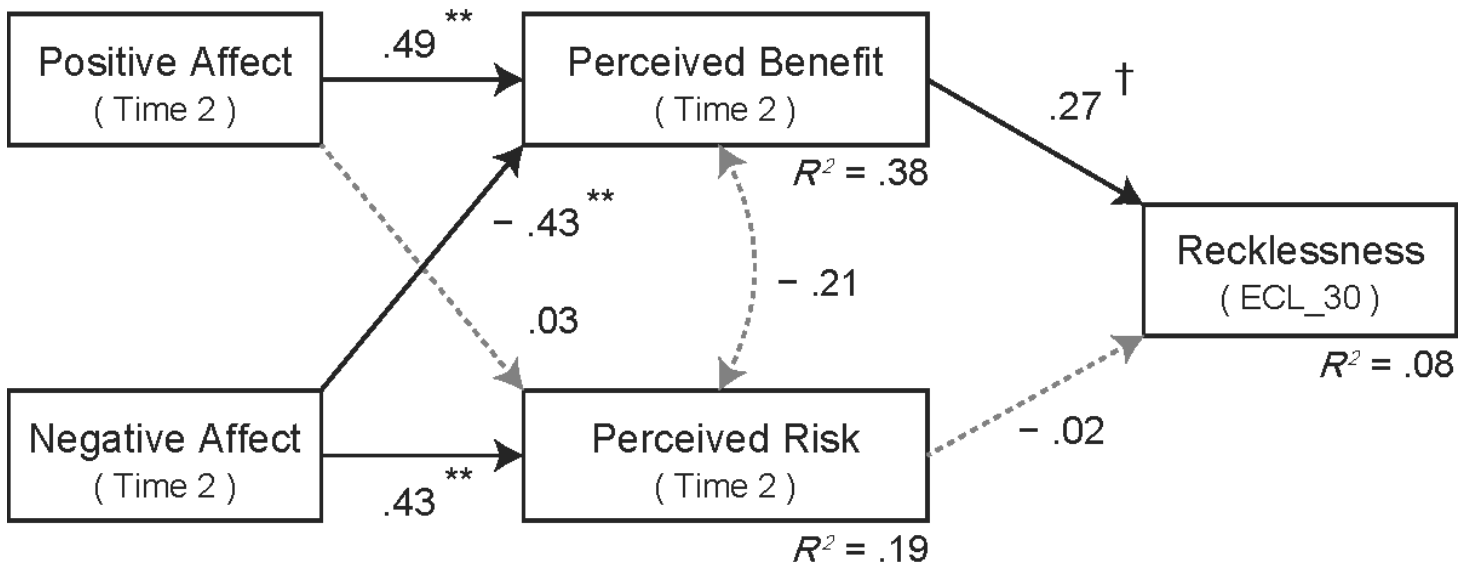 Positive Affect
( Time 2 )
.49 **
Perceived Benefit
( Time 2 )
R² = .38
.27 †
− .43 **
.03
− .21
Recklessness
( ECL_30 )
R² = .08
Negative Affect
( Time 2 )
.43 **
Perceived Risk
( Time 2 )
R² = .19
− .02